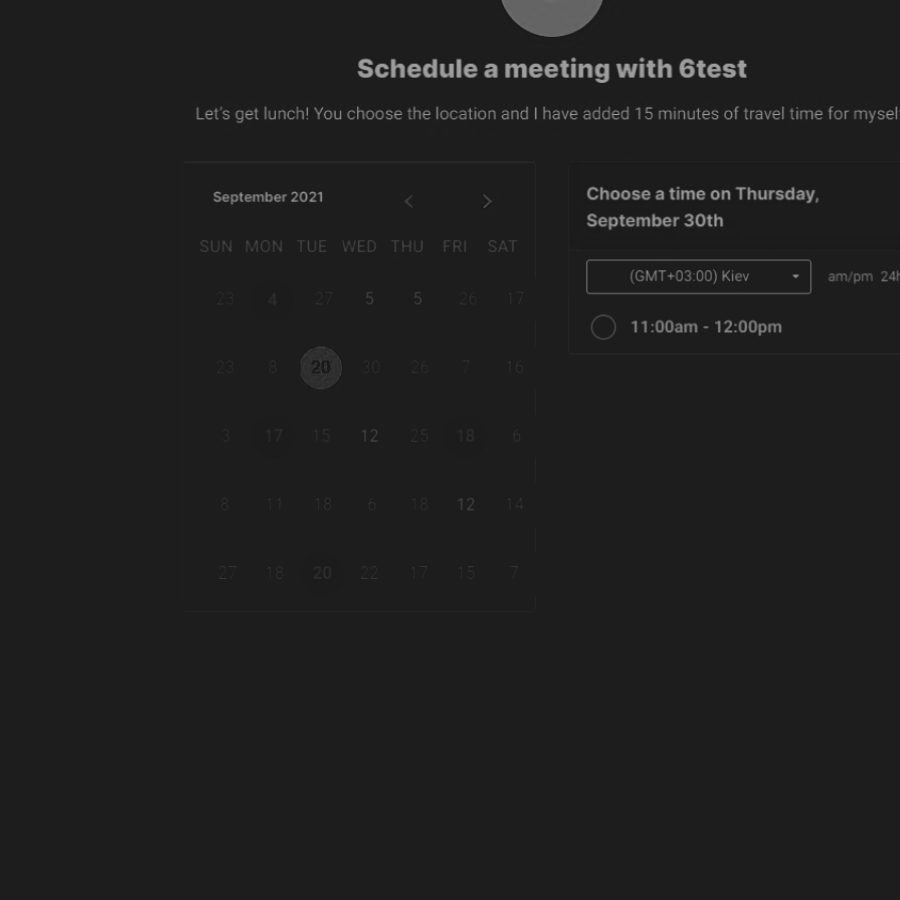 Schedule a meeting with 6test
Let's get lunch! You choose the location and I have added 15 minutes of travel time for mysel
September 2021
SUN MON TUE WED THU FRI SAT
23 4 27 5 5 26 17
23 8 20 30 26 7 16
3 17 15 12 25 18 6
8 11 18 6 18 12 14
27 18 20 22 17 15 7
Choose a time on Thursday,
September 30th
(GMT+03:00) Kiev am/pm 24h
11:00am - 12:00pm